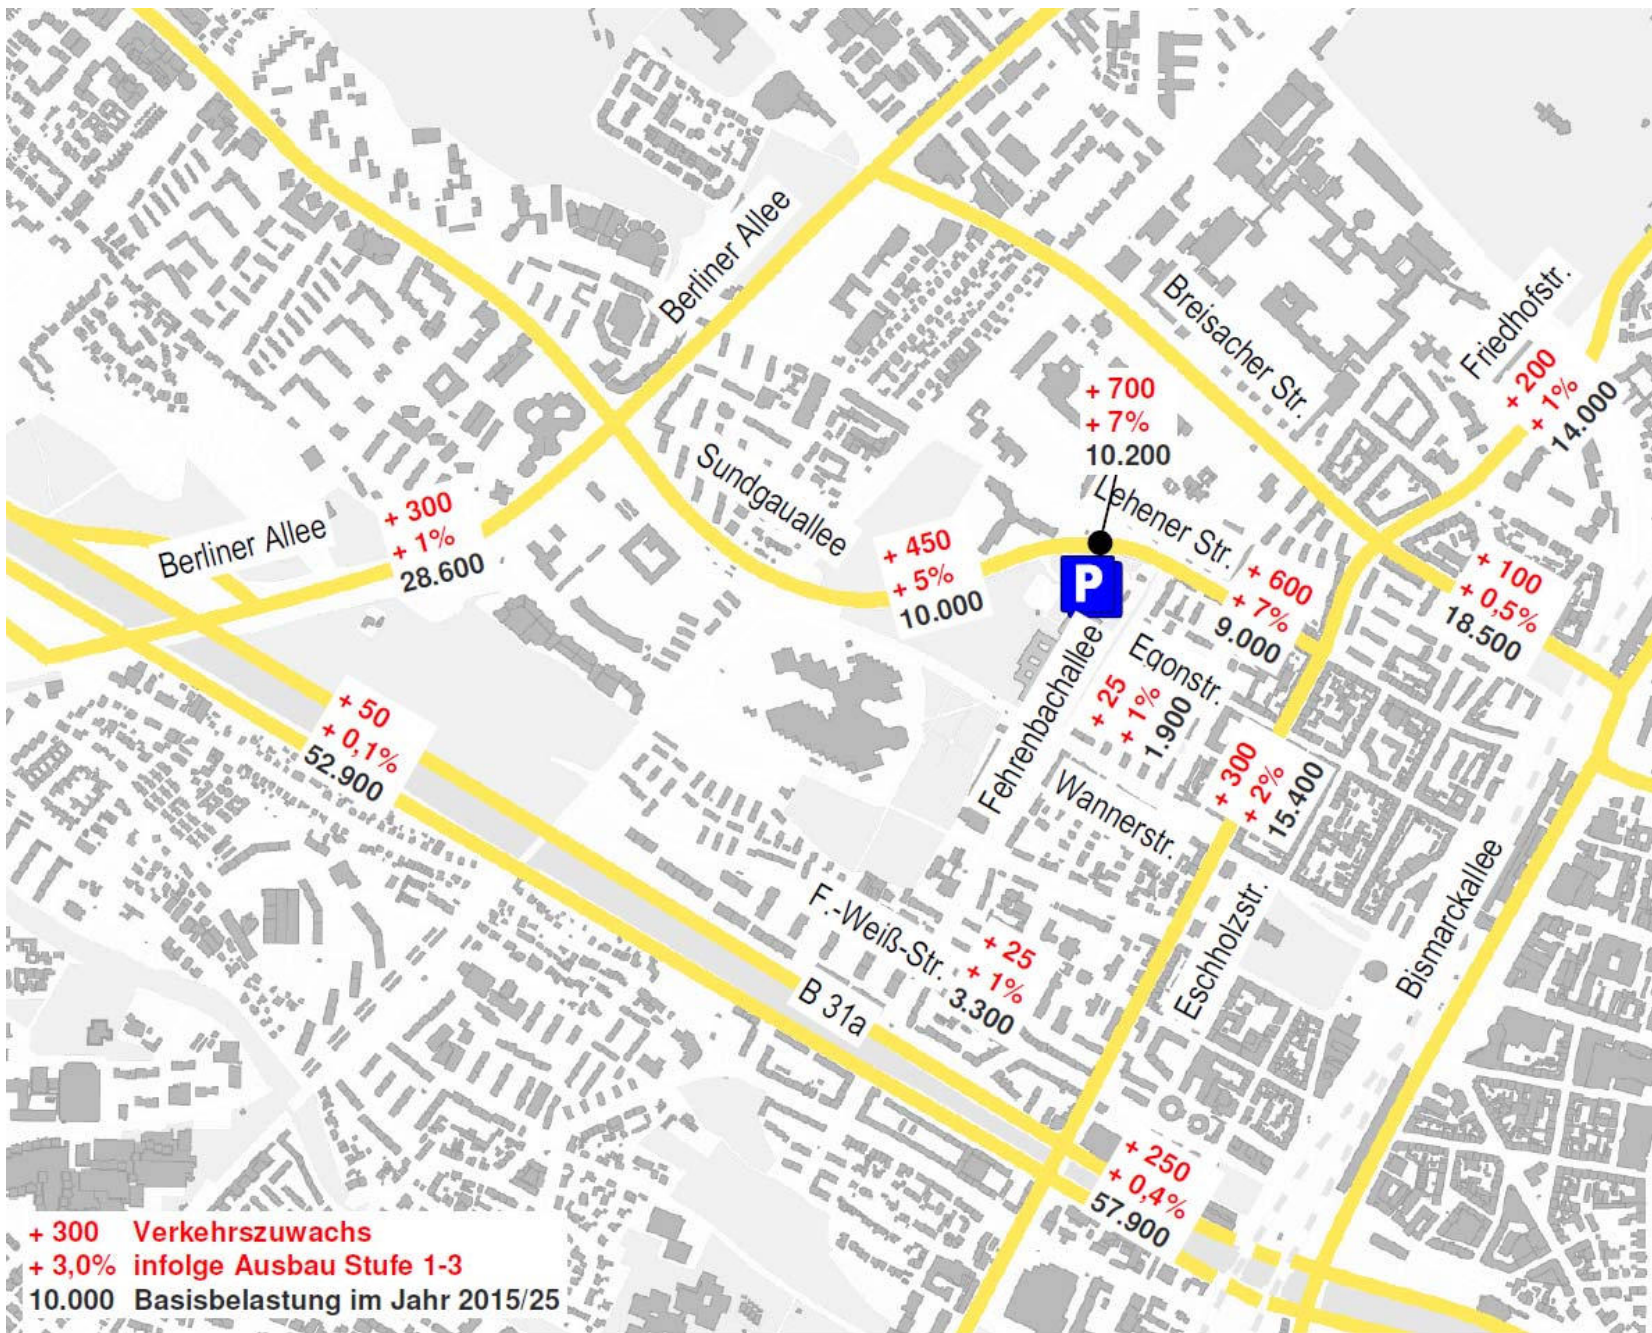 Berliner Allee
Breisacher Str.
Friedhofstr.
+ 200
+ 1%
14.000
+ 700
+ 7%
10.200
Sundgauallee
Lehener Str.
+ 300
+ 1%
28.600
Berliner Allee
+ 450
+ 5%
10.000
P
+ 600
+ 7%
9.000
+ 100
+ 0,5%
18.500
Egonstr.
+ 25
+ 1%
1.900
Fehrenbachallee
+ 50
+ 0,1%
52.900
+ 300
+ 2%
15.400
Wannerstr.
F.-Weiß-Str.
+ 25
+ 1%
3.300
Eschholzstr.
Bismarckallee
B 31a
+ 250
+ 0,4%
57.900
+ 300 Verkehrszuwachs
+ 3,0% infolge Ausbau Stufe 1-3
10.000 Basisbelastung im Jahr 2015/25